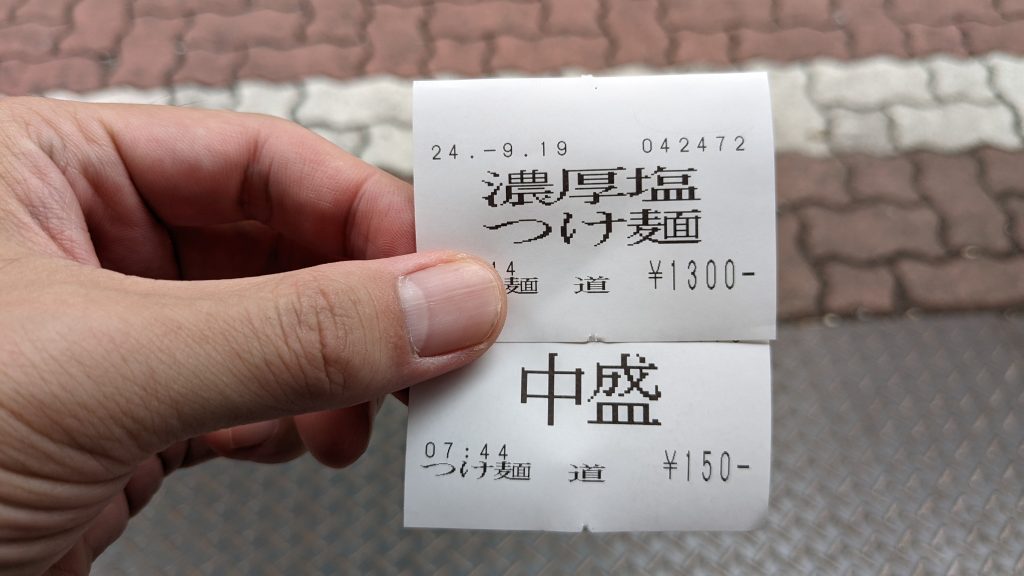 24.-9.19 042472
濃厚塩
つけ麺
14
麺 道 ¥1300-
中盛
07:44
つけ麺 道 ¥150-